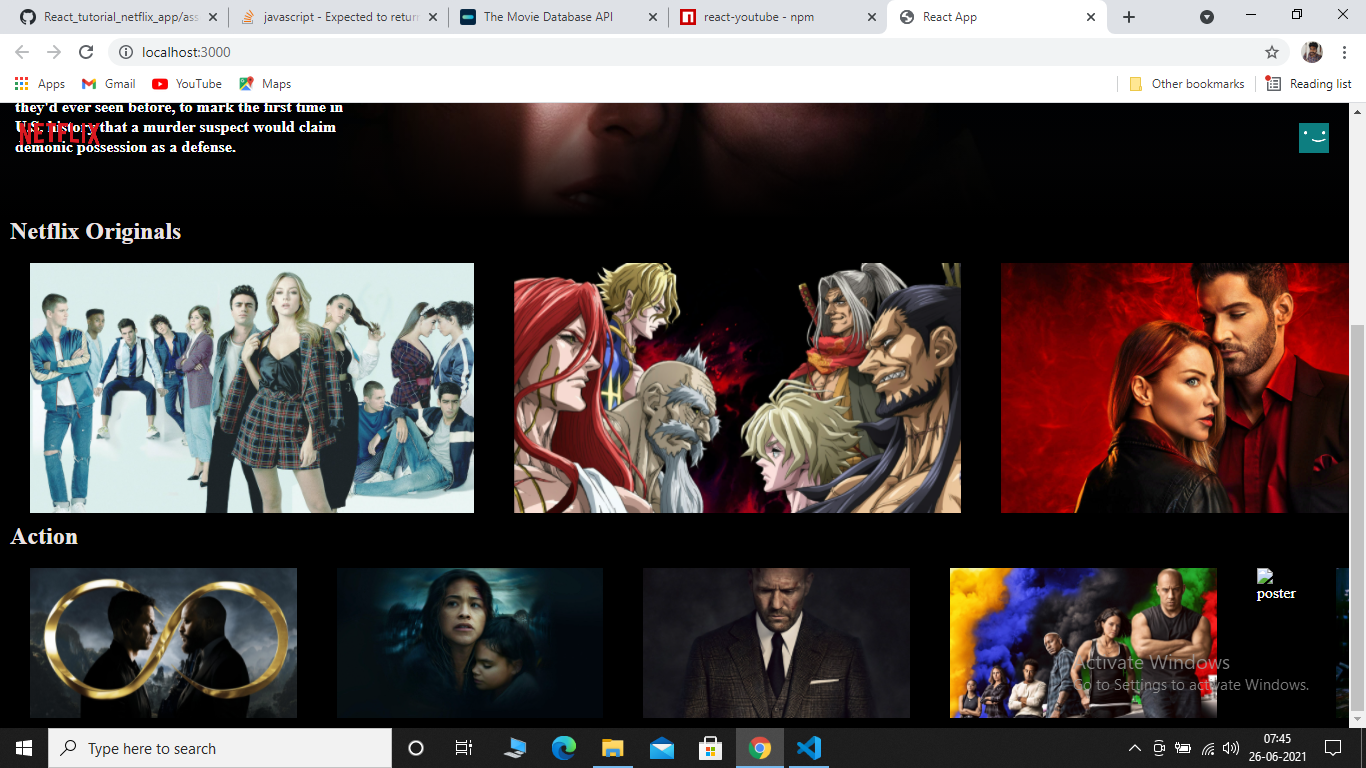 React_tutorial_netflix_app/ass
javascript - Expected to return
The Movie Database API
react-youtube - npm
React App
localhost:3000
Apps
Gmail
YouTube
Maps
Other bookmarks
Reading list
they'd ever seen before, to mark the first time in
U.S. history that a murder suspect would claim
demonic possession as a defense.
NETFLIX
Netflix Originals
Action
poster
Activate Windows
Go to Settings to activate Windows.
Type here to search
07:45
26-06-2021